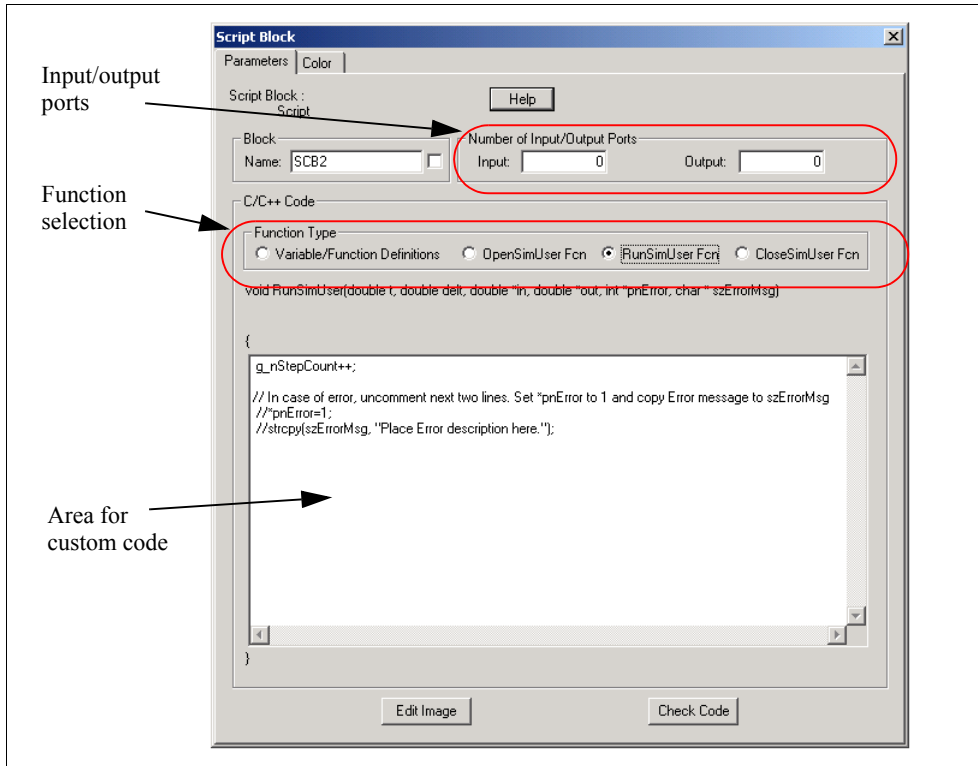 Script Block
Parameters Color
Input/output
ports
Script Block :
Script
Help
Block
Name: SCB2
Number of Input/Output Ports
Input: 0 Output: 0
Function
selection
C/C++ Code
Function Type
Variable/Function Definitions OpenSimUser Fcn RunSimUser Fcn CloseSimUser Fcn
void RunSimUser(double t, double delt, double *in, double *out, int *pnError, char * szErrorMsg)
{
g_nStepCount++;
// In case of error, uncomment next two lines. Set *pnError to 1 and copy Error message to szErrorMsg
//*pnError=1;
//strcpy(szErrorMsg, "Place Error description here.");
Area for
custom code
}
Edit Image Check Code